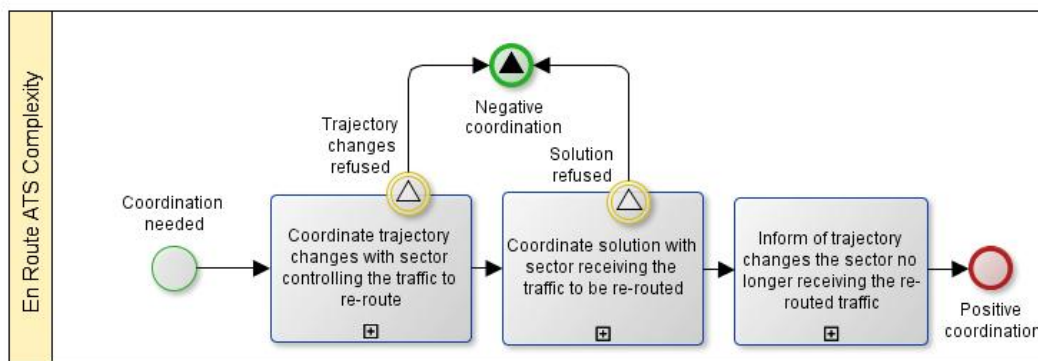 En Route ATS Complexity
Coordination
needed
Trajectory
changes
refused
Negative
coordination
Solution
refused
Coordinate trajectory
changes with sector
controlling the traffic to
re-route
Coordinate solution with
sector receiving the
traffic to be re-routed
Inform of trajectory
changes the sector no
longer receiving the re-
routed traffic
Positive
coordination